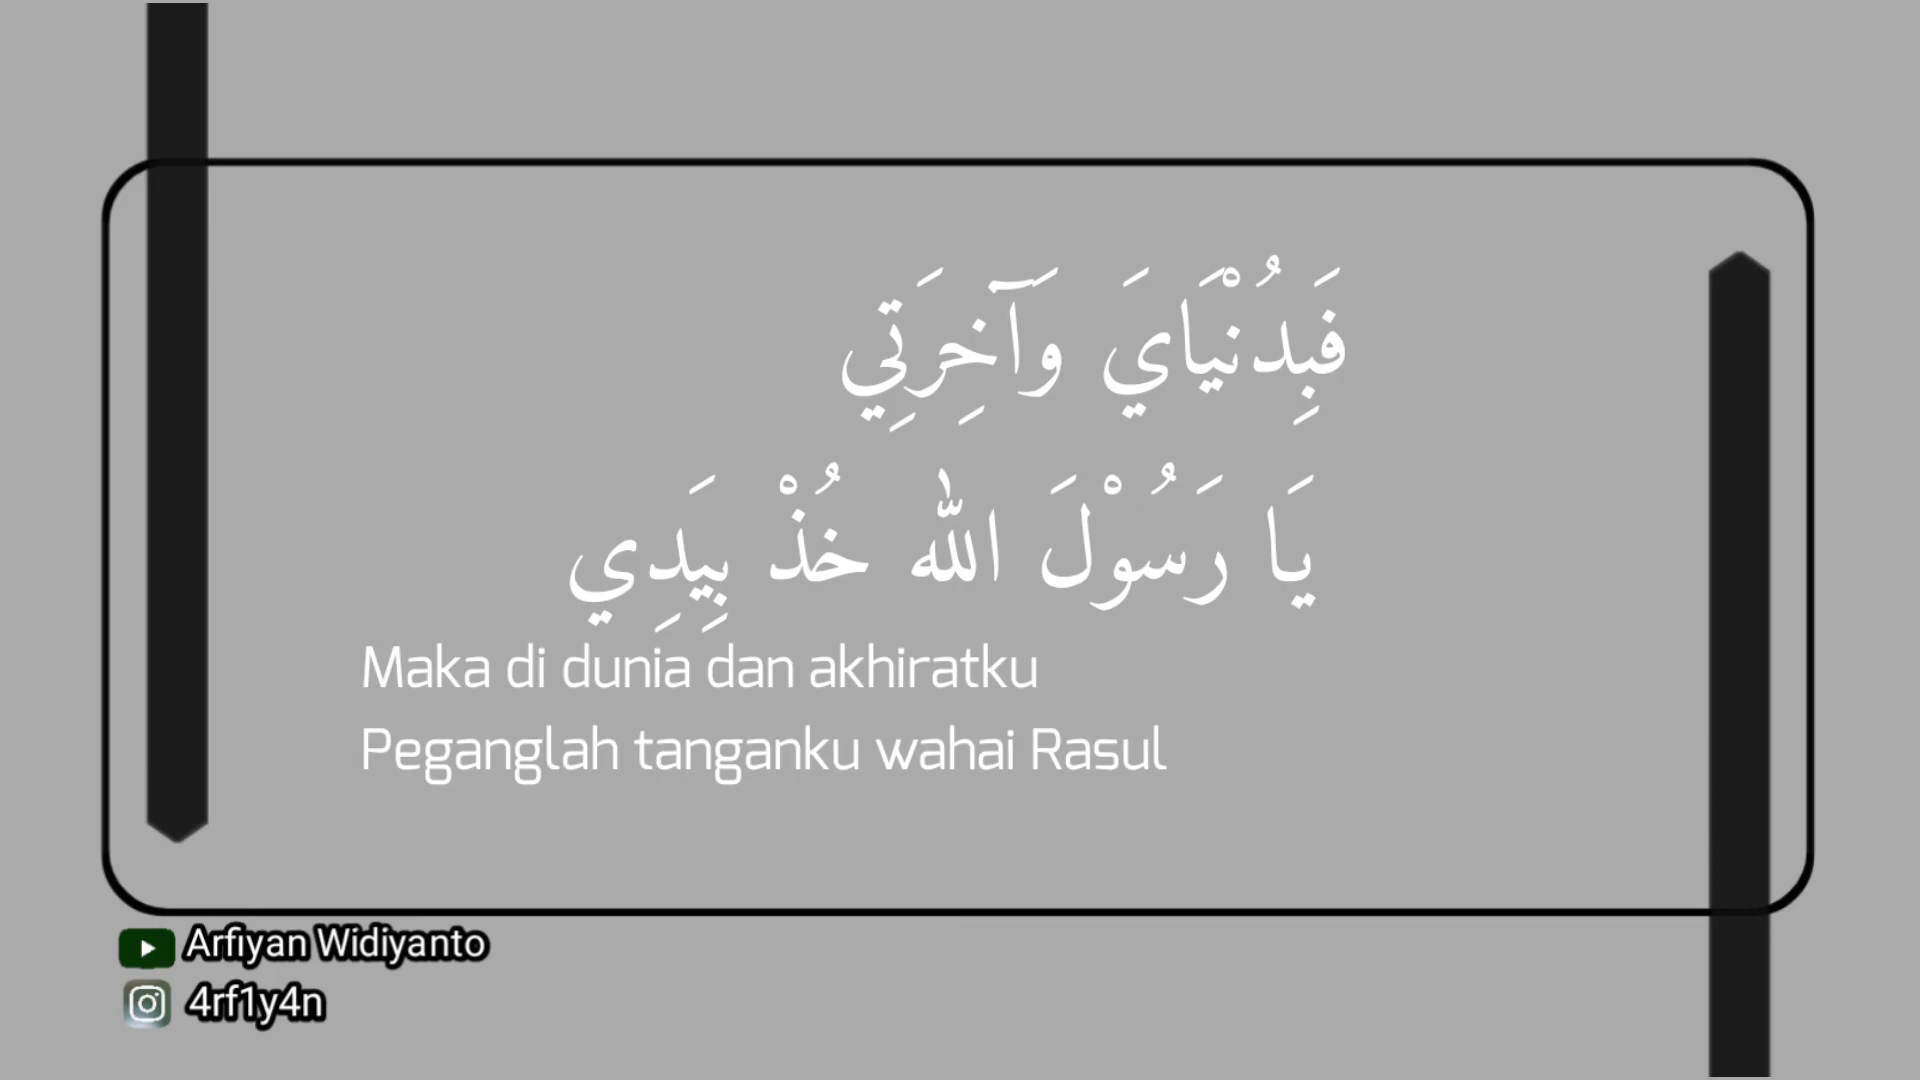 فَبِدُنْيَايَ وَآخِرَتِي
يَا رَسُوْلَ اللّٰه خُذْ بِيَدِي
Maka di dunia dan akhiratku
Peganglah tanganku wahai Rasul
Arfiyan Widiyanto
4rf1y4n